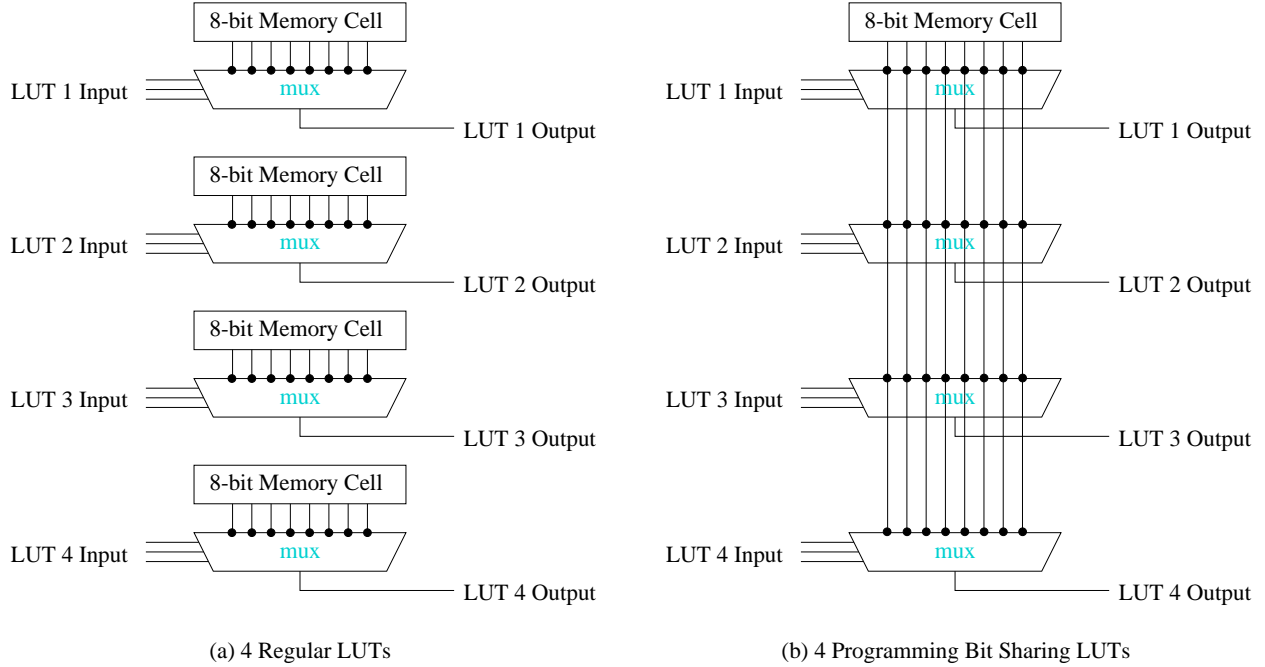 8-bit Memory Cell
mux
LUT 1 Input
LUT 1 Output
8-bit Memory Cell
mux
LUT 2 Input
LUT 2 Output
8-bit Memory Cell
mux
LUT 3 Input
LUT 3 Output
8-bit Memory Cell
mux
LUT 4 Input
LUT 4 Output
(a) 4 Regular LUTs
8-bit Memory Cell
mux
LUT 1 Input
LUT 1 Output
mux
LUT 2 Input
LUT 2 Output
mux
LUT 3 Input
LUT 3 Output
mux
LUT 4 Input
LUT 4 Output
(b) 4 Programming Bit Sharing LUTs